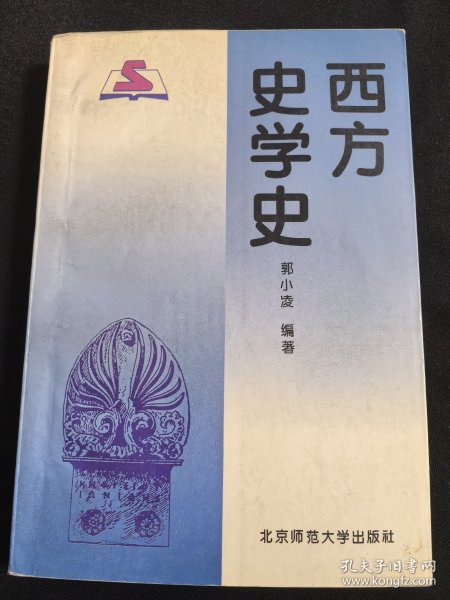 西方
史学史
郭小凌 编著
北京师范大学出版社
孔夫子旧书网
www.kongfz.com